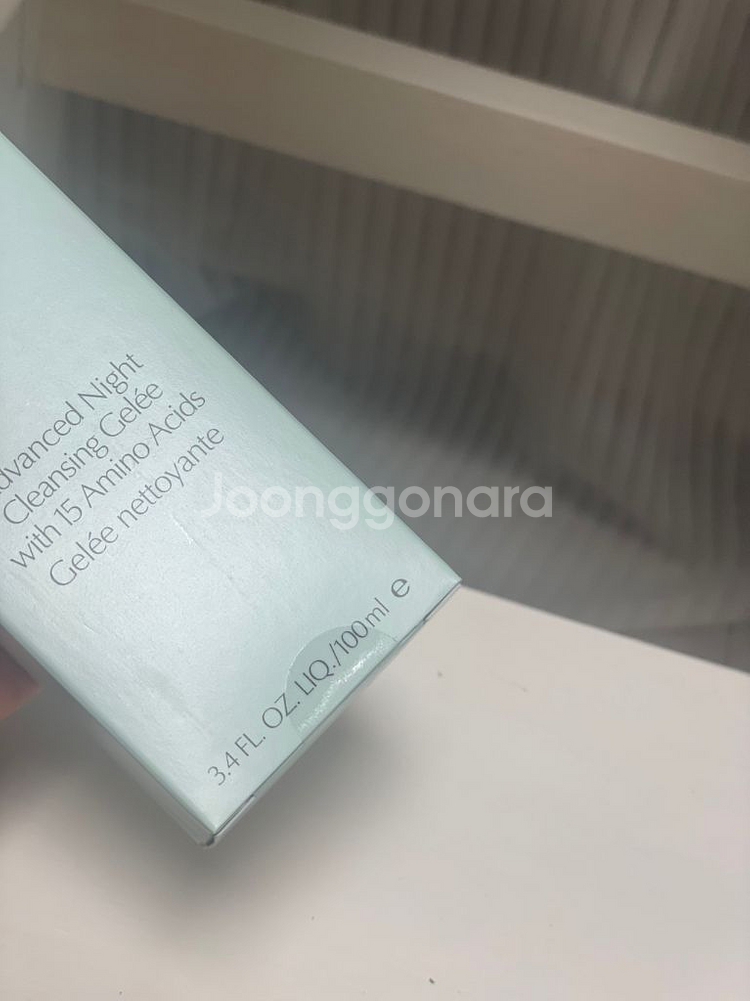 dvanced Night
Cleansing Gelée
with 15 Amino Acids
Gelée nettoyante
Joonggonara
3.4 FL. OZ. LIQ./100ml e